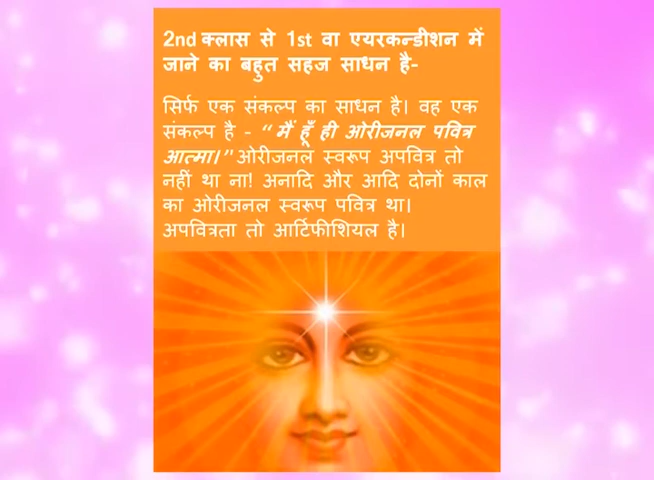 2nd क्लास से 1st वा एयरकन्डीशन में
जाने का बहुत सहज साधन है-
सिर्फ एक संकल्प का साधन है। वह एक
संकल्प है - “ मैं हूँ ही ओरीजनल पवित्र
आत्मा।” ओरीजनल स्वरूप अपवित्र तो
नहीं था ना! अनादि और आदि दोनों काल
का ओरीजनल स्वरूप पवित्र था।
अपवित्रता तो आर्टिफीशियल है।